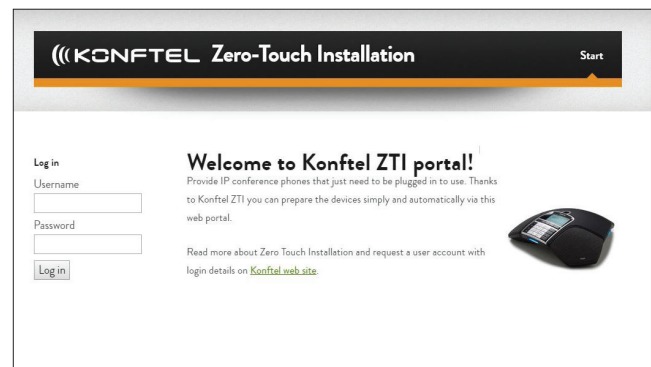 KONFTEL Zero-Touch Installation
Start
Log in
Username
Password
Log in
Welcome to Konftel ZTI portal!
Provide IP conference phones that just need to be plugged in to use. Thanks
to Konftel ZTI you can prepare the devices simply and automatically via this
web portal.
Read more about Zero Touch Installation and request a user account with
login details on Konftel web site.